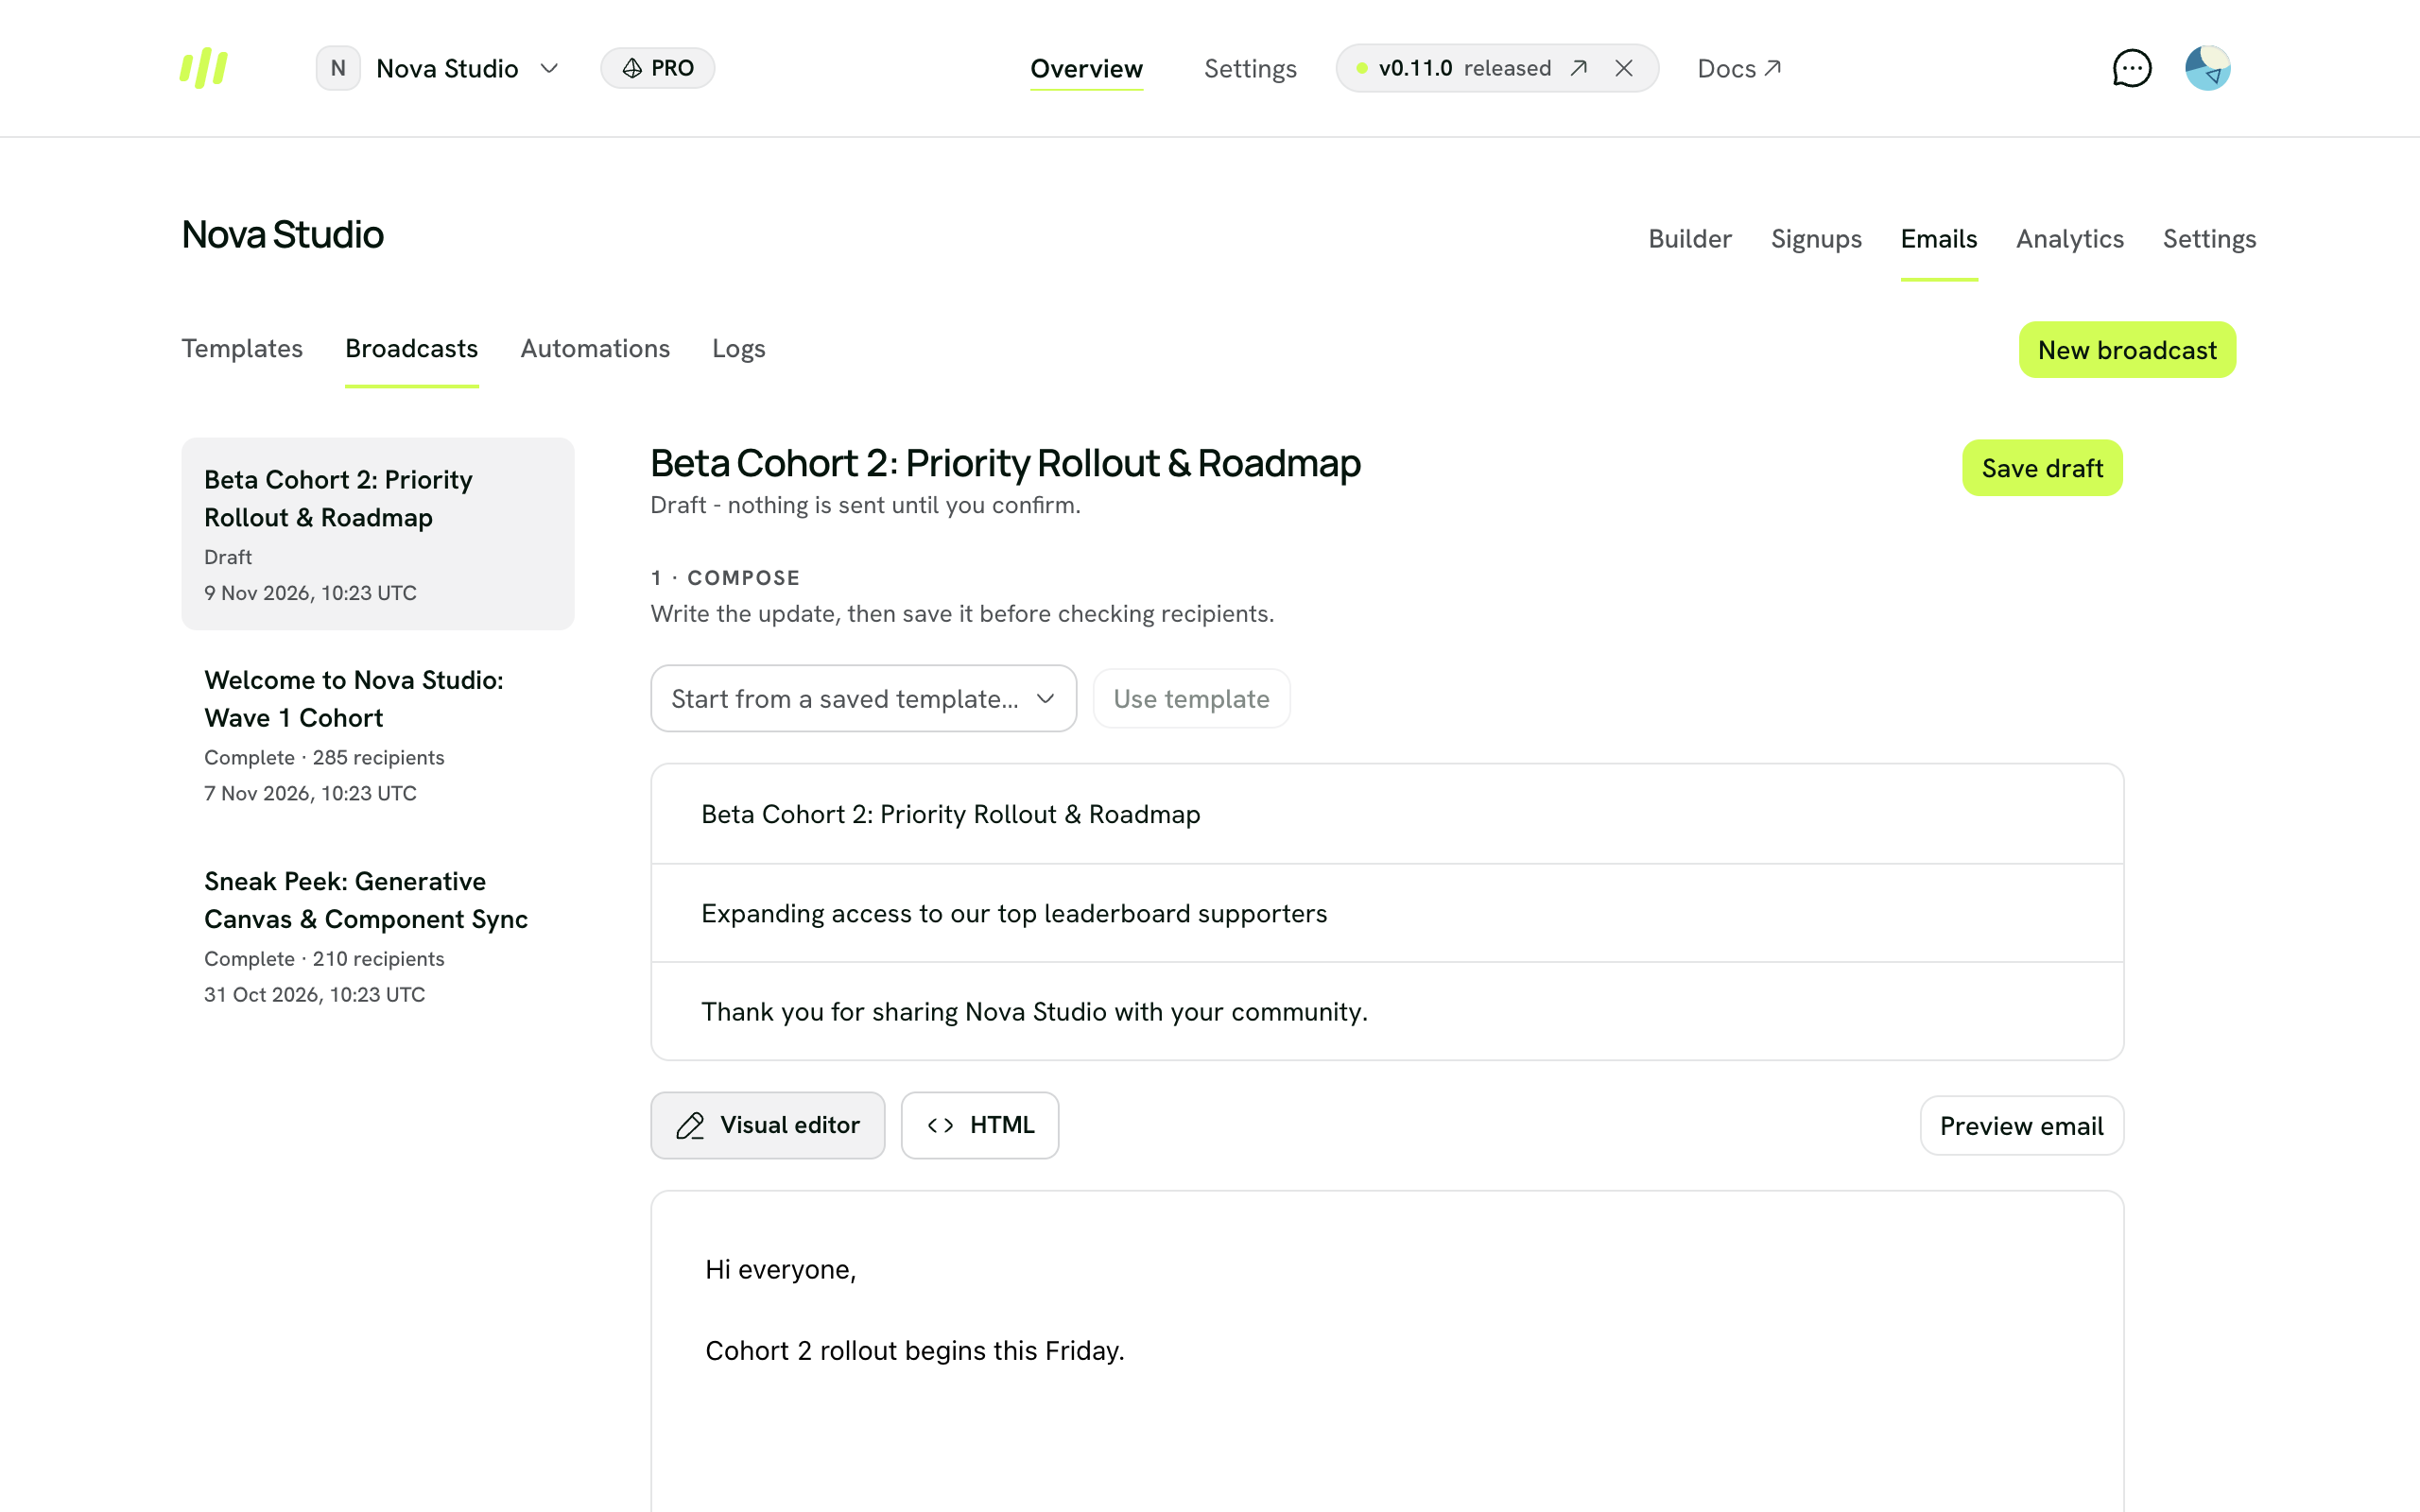 N Nova Studio PRO Overview Settings v0.11.0 released Docs
Nova Studio
Builder Signups Emails Analytics Settings
Templates Broadcasts Automations Logs
New broadcast
Beta Cohort 2: Priority
Rollout & Roadmap
Draft
9 Nov 2026, 10:23 UTC
Welcome to Nova Studio:
Wave 1 Cohort
Complete · 285 recipients
7 Nov 2026, 10:23 UTC
Sneak Peek: Generative
Canvas & Component Sync
Complete · 210 recipients
31 Oct 2026, 10:23 UTC
Beta Cohort 2: Priority Rollout & Roadmap
Save draft
Draft - nothing is sent until you confirm.
1 · COMPOSE
Write the update, then save it before checking recipients.
Start from a saved template... Use template
Beta Cohort 2: Priority Rollout & Roadmap
Expanding access to our top leaderboard supporters
Thank you for sharing Nova Studio with your community.
Visual editor <> HTML Preview email
Hi everyone,
Cohort 2 rollout begins this Friday.